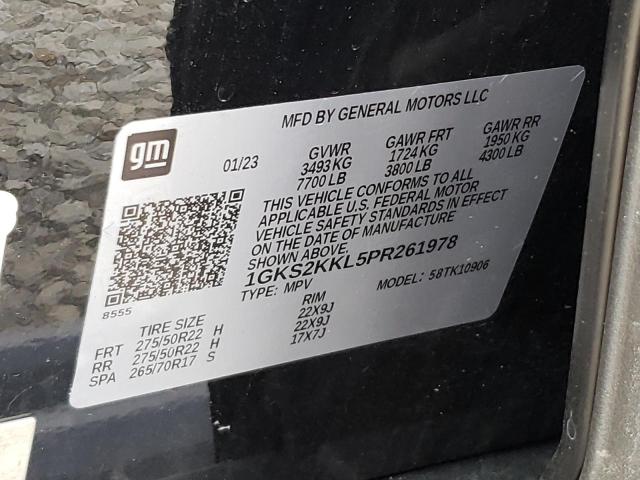 MFD BY GENERAL MOTORS LLC
gm
01/23
GVWR GAWR FRT GAWR RR
3493 KG 1724 KG 1950 KG
7700 LB 3800 LB 4300 LB
THIS VEHICLE CONFORMS TO ALL
APPLICABLE U.S. FEDERAL MOTOR
VEHICLE SAFETY STANDARDS IN EFFECT
ON THE DATE OF MANUFACTURE
SHOWN ABOVE.
1GKS2KKL5PR261978
TYPE: MPV MODEL: 58TK10906
8555
TIRE SIZE RIM
FRT 275/50R22 H 22X9J
RR 275/50R22 H 22X9J
SPA 265/70R17 S 17X7J